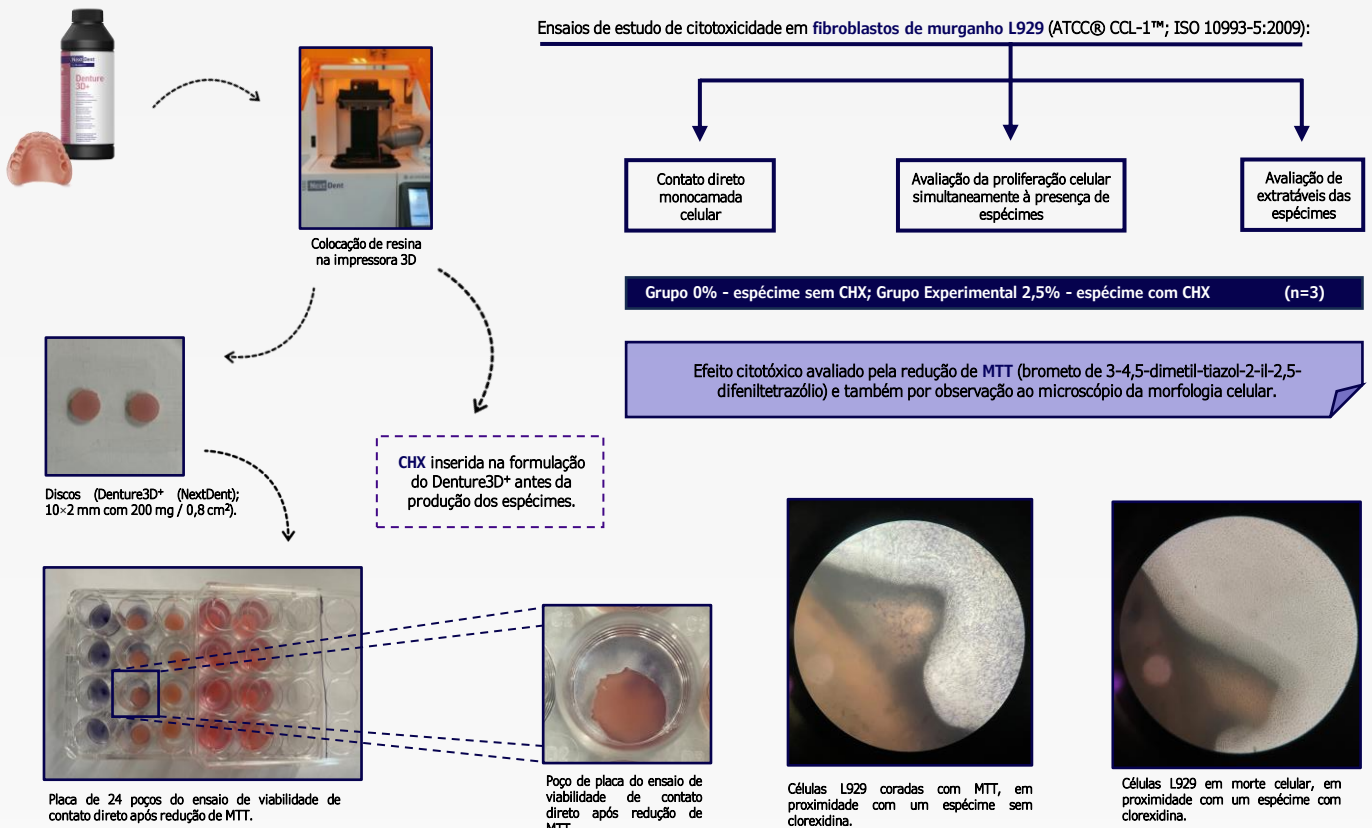 Ensaios de estudo de citotoxicidade em fibroblastos de murganho L929 (ATCC® CCL-1™; ISO 10993-5:2009):
NextDent
Denture
3D+
NextDent
Colocação de resina
na impressora 3D
Contato direto
monocamada
celular
Avaliação da proliferação celular
simultaneamente à presença de
espécimes
Avaliação de
extratáveis das
espécimes
Grupo 0% - espécime sem CHX; Grupo Experimental 2,5% - espécime com CHX (n=3)
Efeito citotóxico avaliado pela redução de MTT (brometo de 3-4,5-dimetil-tiazol-2-il-2,5-
difeniltetrazólio) e também por observação ao microscópio da morfologia celular.
CHX inserida na formulação
do Denture3D⁺ antes da
produção dos espécimes.
Discos (Denture3D⁺ (NextDent);
10×2 mm com 200 mg / 0,8 cm²).
Placa de 24 poços do ensaio de viabilidade de
contato direto após redução de MTT.
Poço de placa do ensaio de
viabilidade de contato
direto após redução de
MTT
Células L929 coradas com MTT, em
proximidade com um espécime sem
clorexidina.
Células L929 em morte celular, em
proximidade com um espécime com
clorexidina.